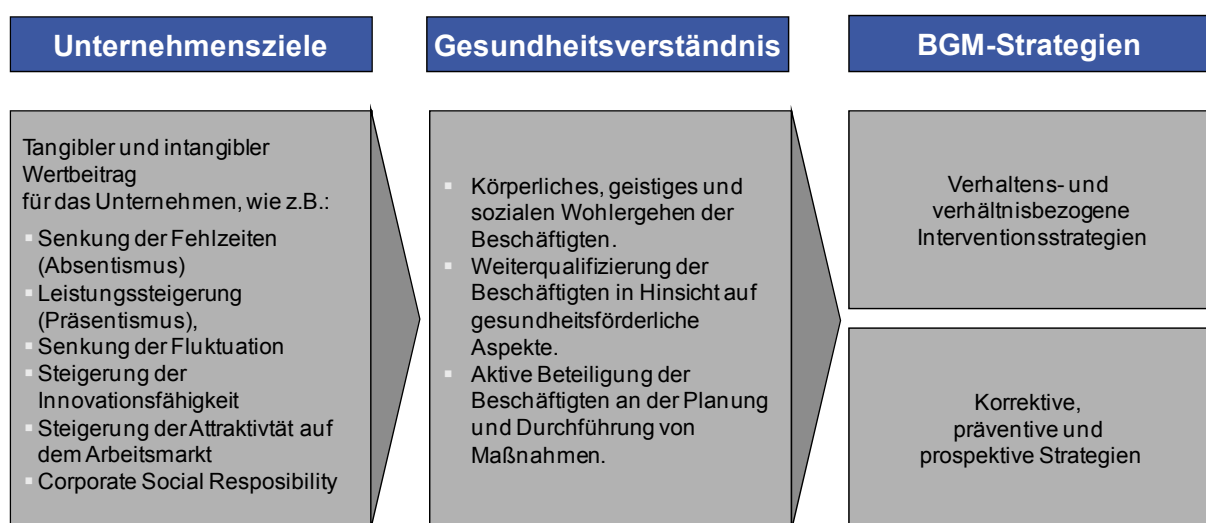 Unternehmensziele
Tangibler und intangibler
Wertbeitrag
für das Unternehmen, wie z.B.:
Senkung der Fehlzeiten
(Absentismus)
Leistungssteigerung
(Präsentismus),
Senkung der Fluktuation
Steigerung der
Innovationsfähigkeit
Steigerung der Attraktivtät auf
dem Arbeitsmarkt
Corporate Social Resposibility
Gesundheitsverständnis
Körperliches, geistiges und
sozialen Wohlergehen der
Beschäftigten.
Weiterqualifizierung der
Beschäftigten in Hinsicht auf
gesundheitsförderliche
Aspekte.
Aktive Beteiligung der
Beschäftigten an der Planung
und Durchführung von
Maßnahmen.
BGM-Strategien
Verhaltens- und
verhältnisbezogene
Interventionsstrategien
Korrektive,
präventive und
prospektive Strategien